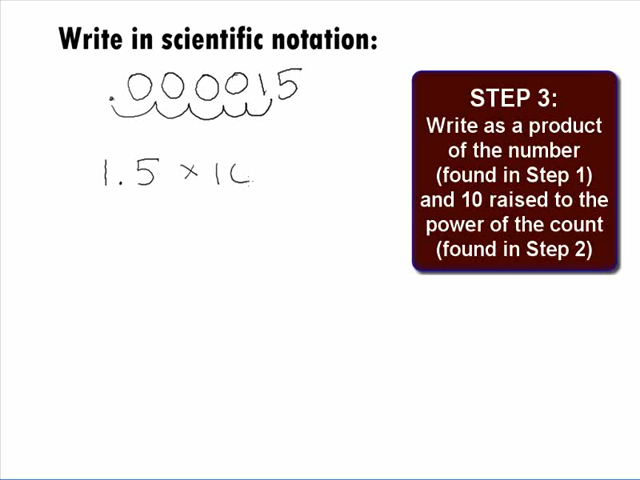 Write in scientific notation:
.000015
1.5 × 10
STEP 3:
Write as a product
of the number
(found in Step 1)
and 10 raised to the
power of the count
(found in Step 2)